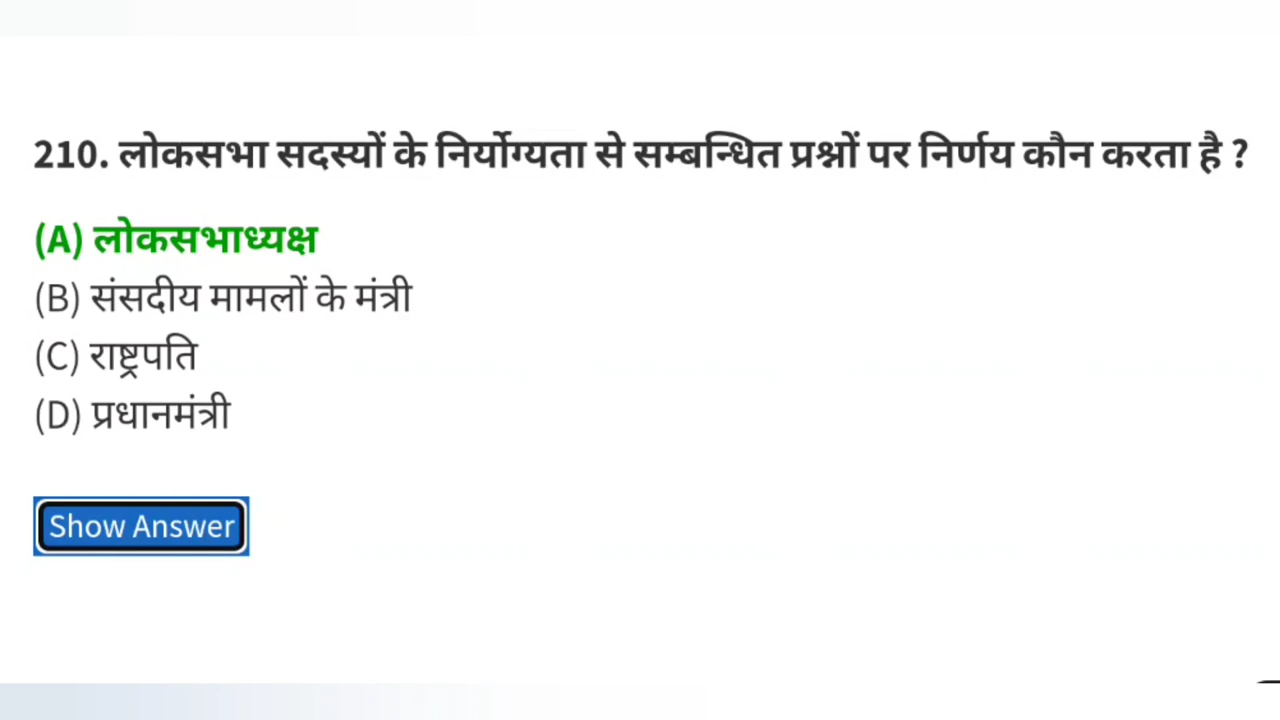 210. लोकसभा सदस्यों के निर्योग्यता से सम्बन्धित प्रश्नों पर निर्णय कौन करता है ?
(A) लोकसभाध्यक्ष
(B) संसदीय मामलों के मंत्री
(C) राष्ट्रपति
(D) प्रधानमंत्री
Show Answer